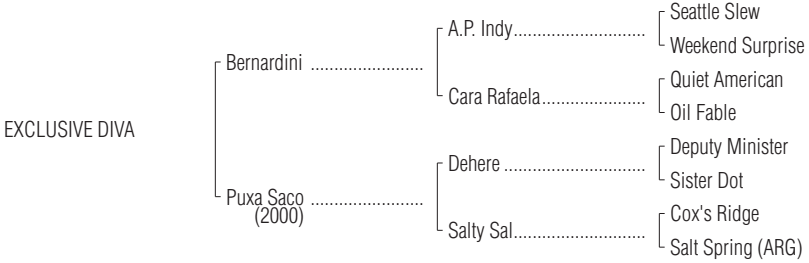 Seattle Slew
A.P. Indy..............................
Weekend Surprise
Bernardini .........................
Quiet American
Cara Rafaela........................
Oil Fable
EXCLUSIVE DIVA
Deputy Minister
Dehere ................................
Sister Dot
Puxa Saco .........................
(2000)
Cox's Ridge
Salty Sal..............................
Salt Spring (ARG)